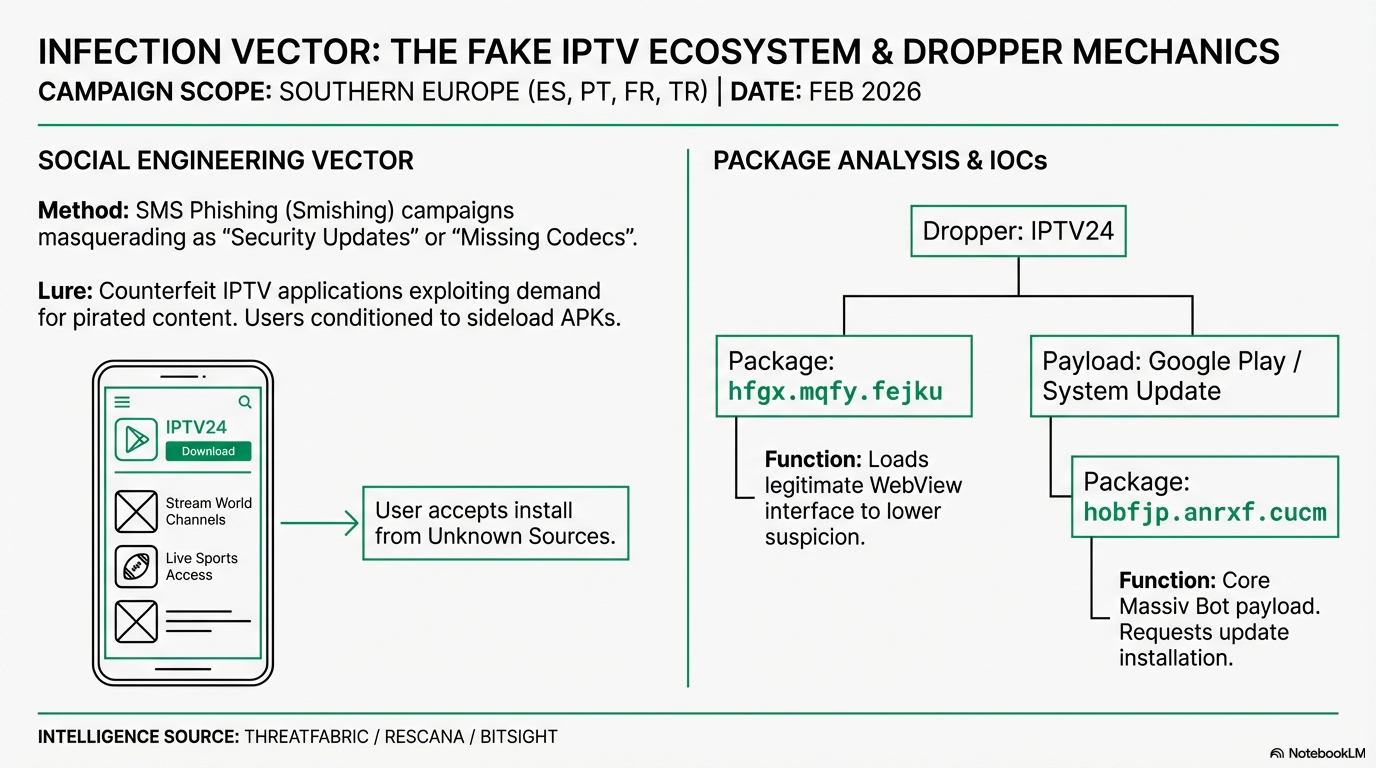 INFECTION VECTOR: THE FAKE IPTV ECOSYSTEM & DROPPER MECHANICS
CAMPAIGN SCOPE: SOUTHERN EUROPE (ES, PT, FR, TR) | DATE: FEB 2026
SOCIAL ENGINEERING VECTOR
Method: SMS Phishing (Smishing) campaigns
masquerading as “Security Updates” or “Missing Codecs”.
Lure: Counterfeit IPTV applications exploiting demand
for pirated content. Users conditioned to sideload APKs.
IPTV24
Download
Stream World
Channels
Live Sports
Access
User accepts install
from Unknown Sources.
PACKAGE ANALYSIS & IOCs
Dropper: IPTV24
Package:
hfgx.mqfy.fejku
Function: Loads
legitimate WebView
interface to lower
suspicion.
Payload: Google Play /
System Update
Package:
hobfjp.anrxf.cucm
Function: Core
Massiv Bot payload.
Requests update
installation.
INTELLIGENCE SOURCE: THREATFABRIC / RESCANA / BITSIGHT
NotebookLM